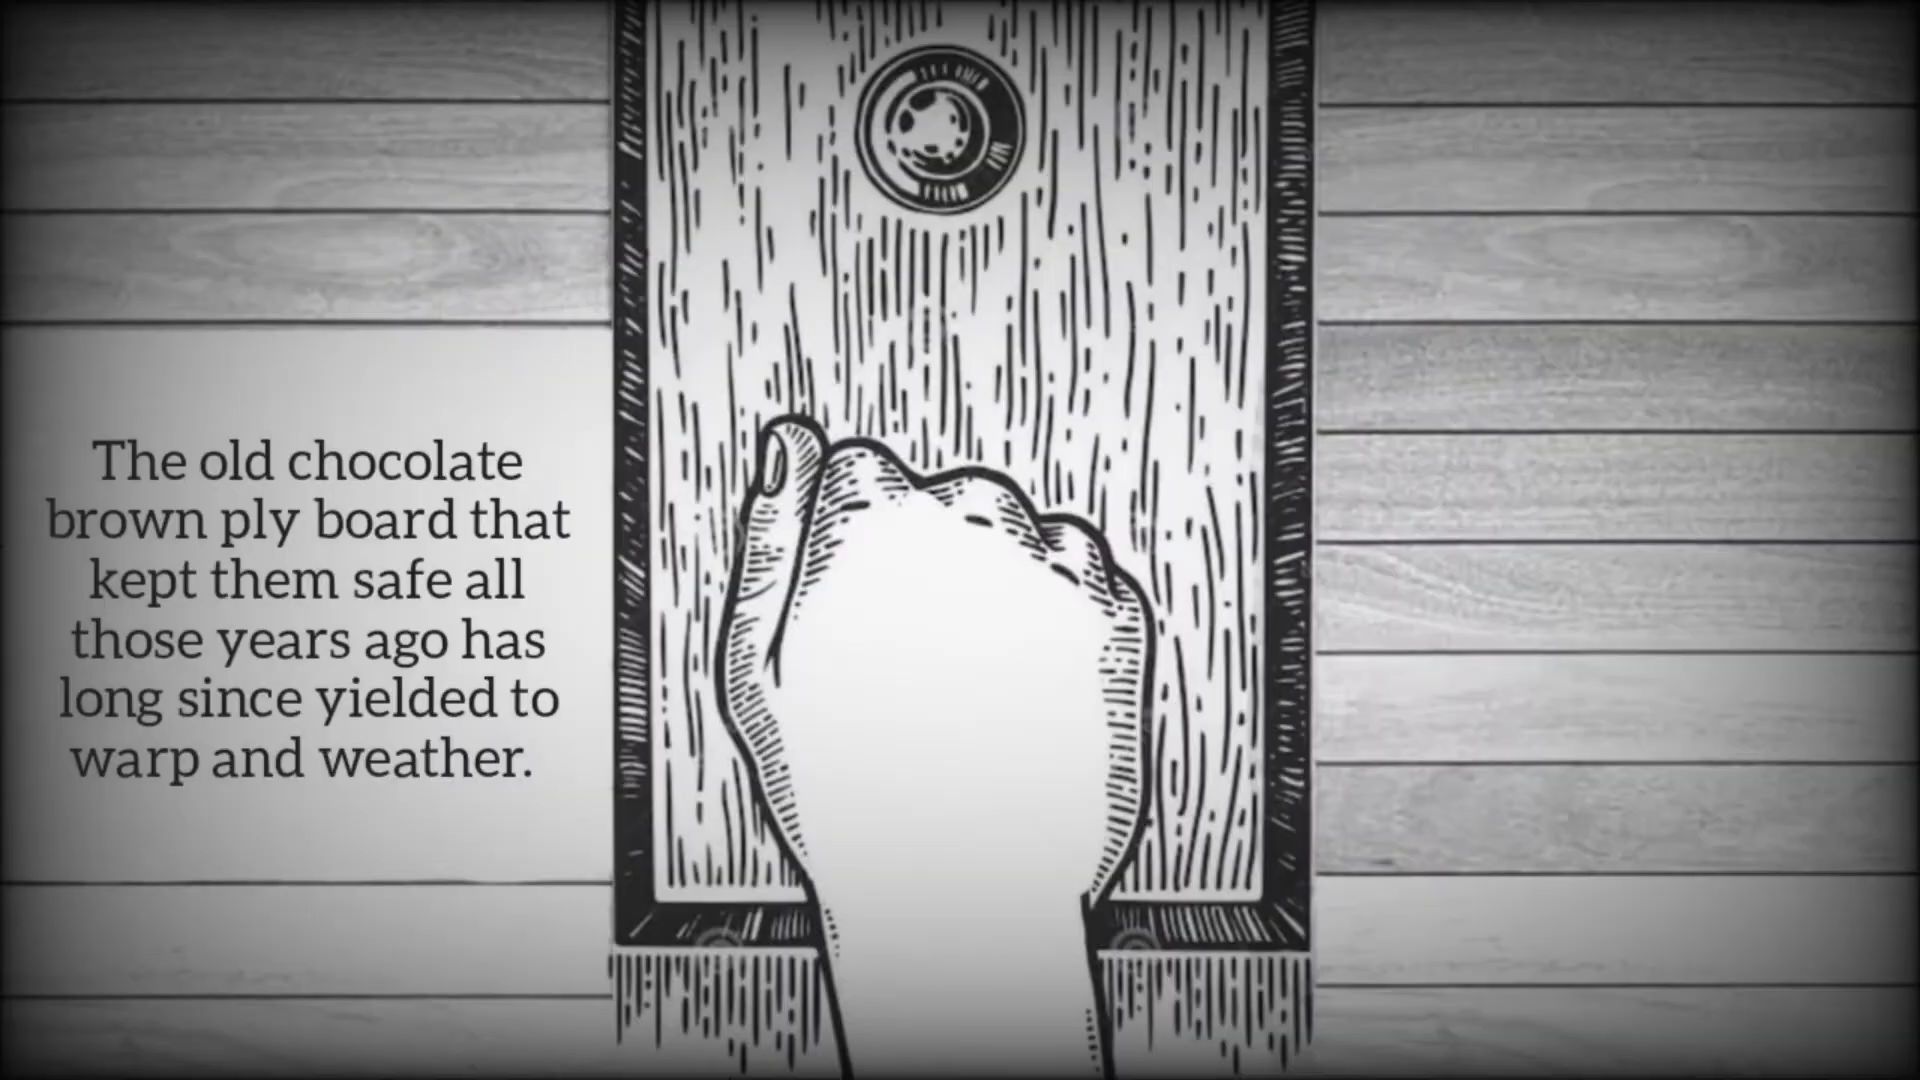 The old chocolate
brown ply board that
kept them safe all
those years ago has
long since yielded to
warp and weather.